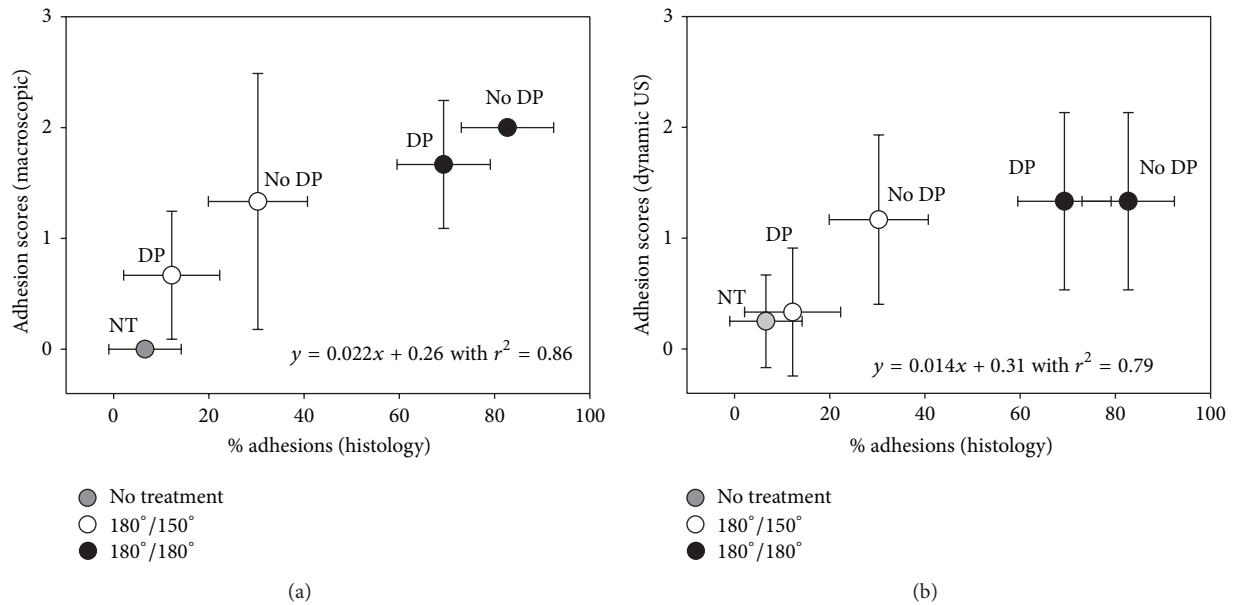 3
2
1
0
Adhesion scores (macroscopic)
No DP
DP
No DP
DP
NT
y = 0.022x + 0.26 with r² = 0.86
0 20 40 60 80 100
% adhesions (histology)
No treatment
180°/150°
180°/180°
(a)
3
2
1
0
Adhesion scores (dynamic US)
DP
No DP
No DP
DP
NT
y = 0.014x + 0.31 with r² = 0.79
0 20 40 60 80 100
% adhesions (histology)
No treatment
180°/150°
180°/180°
(b)